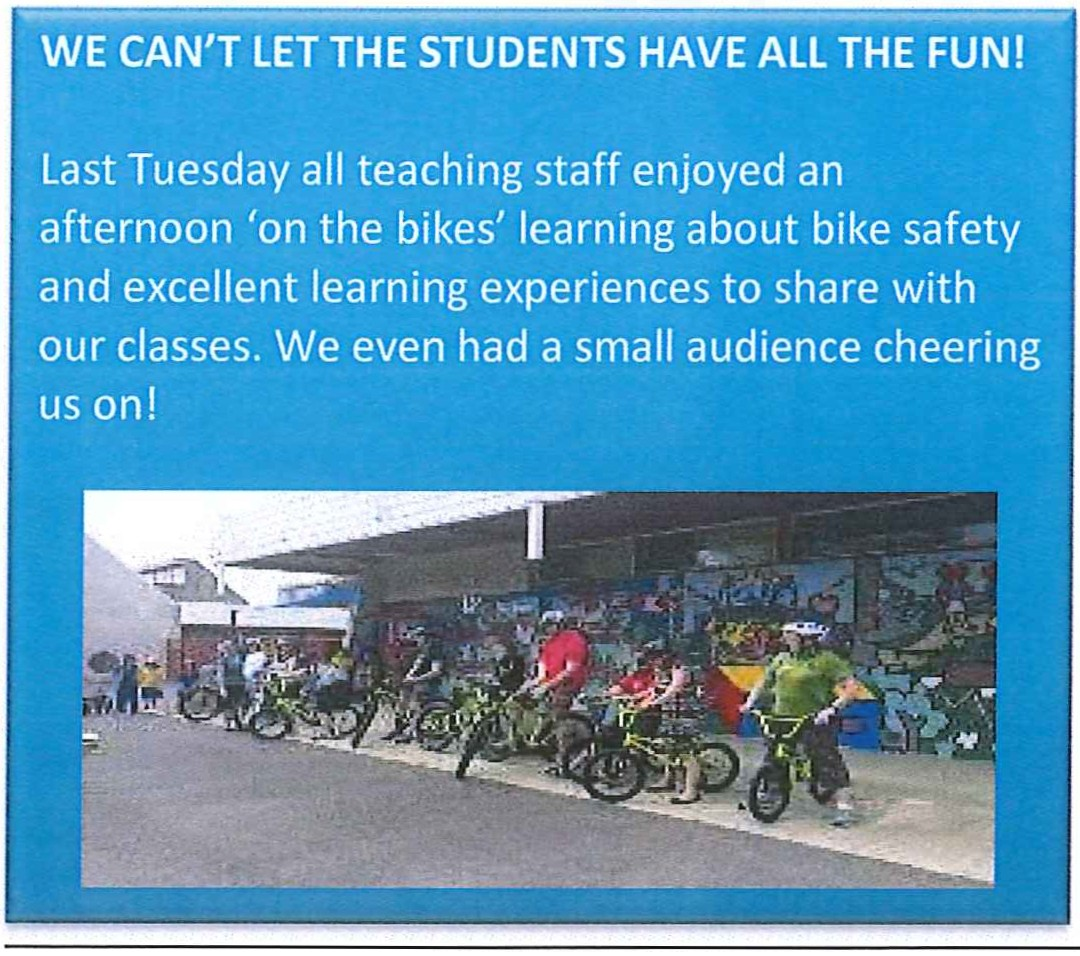 WE CAN'T LET THE STUDENTS HAVE ALL THE FUN!
Last Tuesday all teaching staff enjoyed an
afternoon ‘on the bikes’ learning about bike safety
and excellent learning experiences to share with
our classes. We even had a small audience cheering
us on!